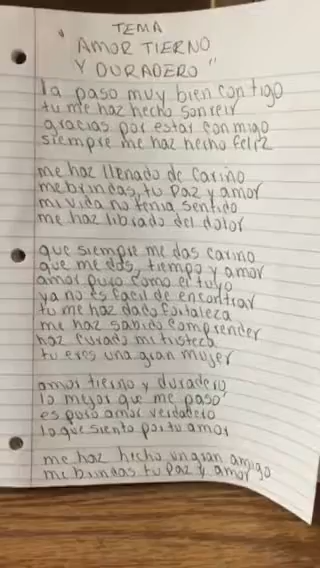 TEMA
" AMOR TIERNO
Y DURADERO "
la paso muy bien contigo
tu me haz hecho sonreir
gracias por estar conmigo
siempre me haz hecho feliz
me haz llenado de cariño
me brindas, tu paz y amor
mi vida no tenia sentido
me haz librado del dolor
que siempre me das cariño
que me das, tiempo y amor
amor puro como el tuyo
ya no es facil de encontrar
tu me haz dado fortaleza
me haz sabido comprender
haz curado mi tristeza
tu eres una gran mujer
amor tierno y duradero
lo mejor que me paso
es puro amor verdadero
lo que siento por tu amor
me haz hecho un gran amigo
me brindas tu paz y amor